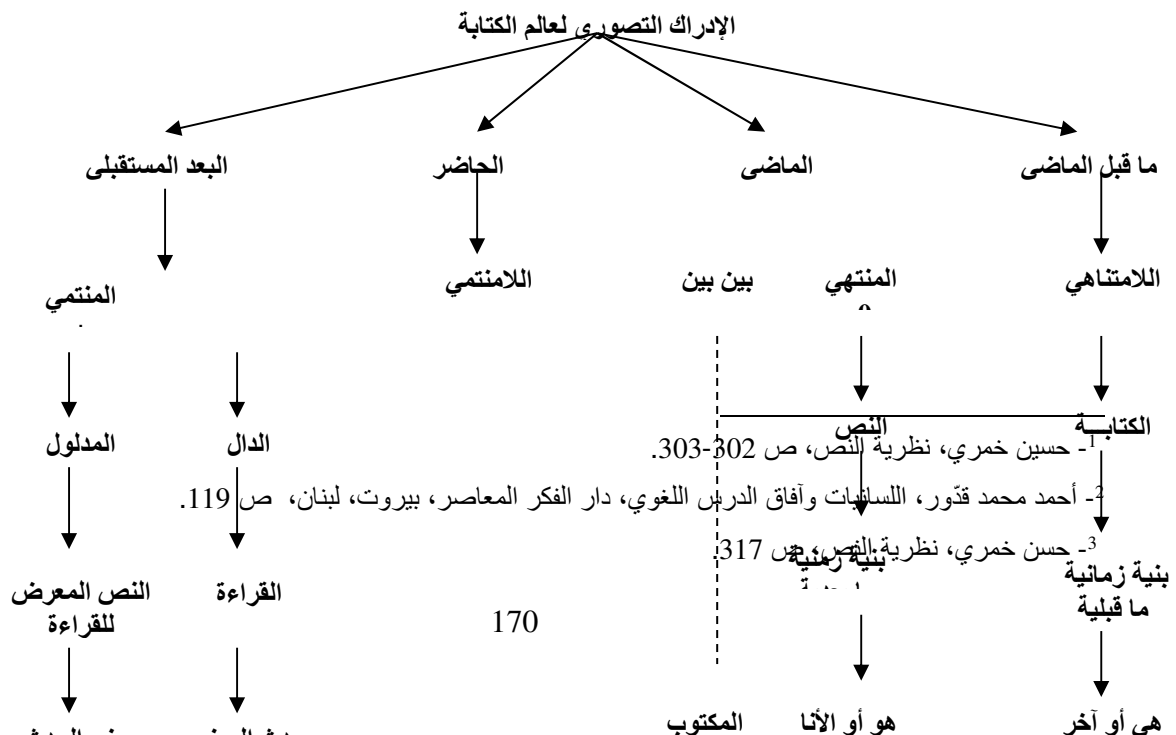 الإدراك التصوري لعالم الكتابة
ما قبل الماضي الماضي الحاضر البعد المستقبلي
اللامتناهي المنتهي بين بين اللامنتمي المنتمي
الكتابـــة النص الدال المدلول
1- حسين خمري، نظرية النص، ص 302-303.
2- أحمد محمد قدّور، اللسانيات وآفاق الدرس اللغوي، دار الفكر المعاصر، بيروت، لبنان، ص 119.
3- حسن خمري، نظرية النص، ص 317.
بنية زمانية بنية زمنية القراءة النص المعرض
ما قبلية للقراءة
170
هي أو آخر هو أو الأنا المكتوب